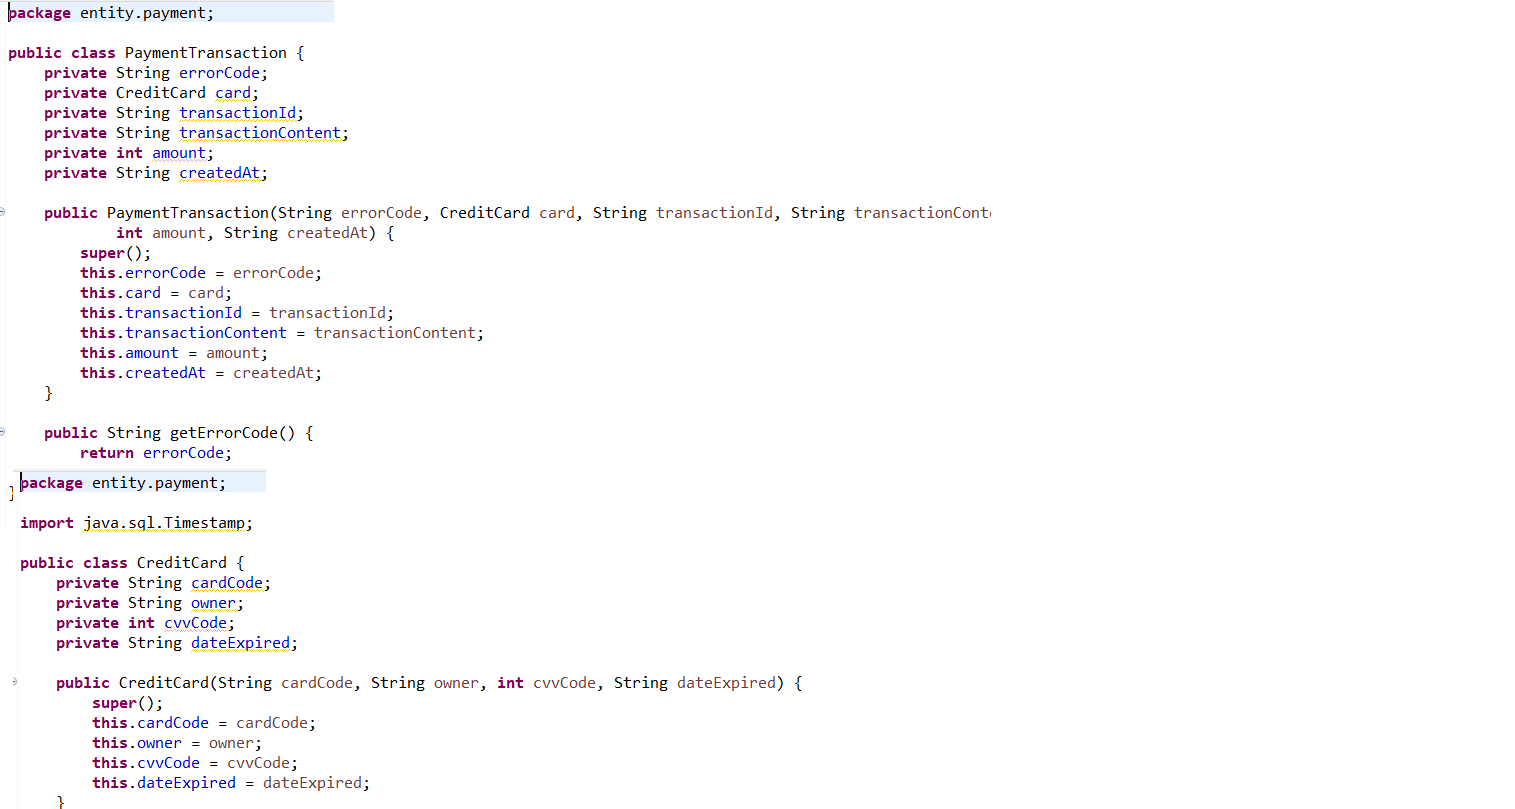 package entity.payment;
public class PaymentTransaction {
private String errorCode;
private CreditCard card;
private String transactionId;
private String transactionContent;
private int amount;
private String createdAt;
public PaymentTransaction(String errorCode, CreditCard card, String transactionId, String
int amount, String createdAt) {
super();
this.errorCode = errorCode;
this.card = card;
this.transactionId = transactionId;
this.transactionContent = transactionContent;
this.amount = amount;
this.createdAt = createdAt;
}
public String getErrorCode() {
return errorCode;
package entity.payment;
}
import java.sql.Timestamp;
public class CreditCard {
private String cardCode;
private String owner;
private int cvvCode;
private String dateExpired;
public CreditCard(String cardCode, String owner, int cvvCode, String dateExpired) {
super();
this.cardCode = cardCode;
this.owner = owner;
this.cvvCode = cvvCode;
this.dateExpired = dateExpired;
}